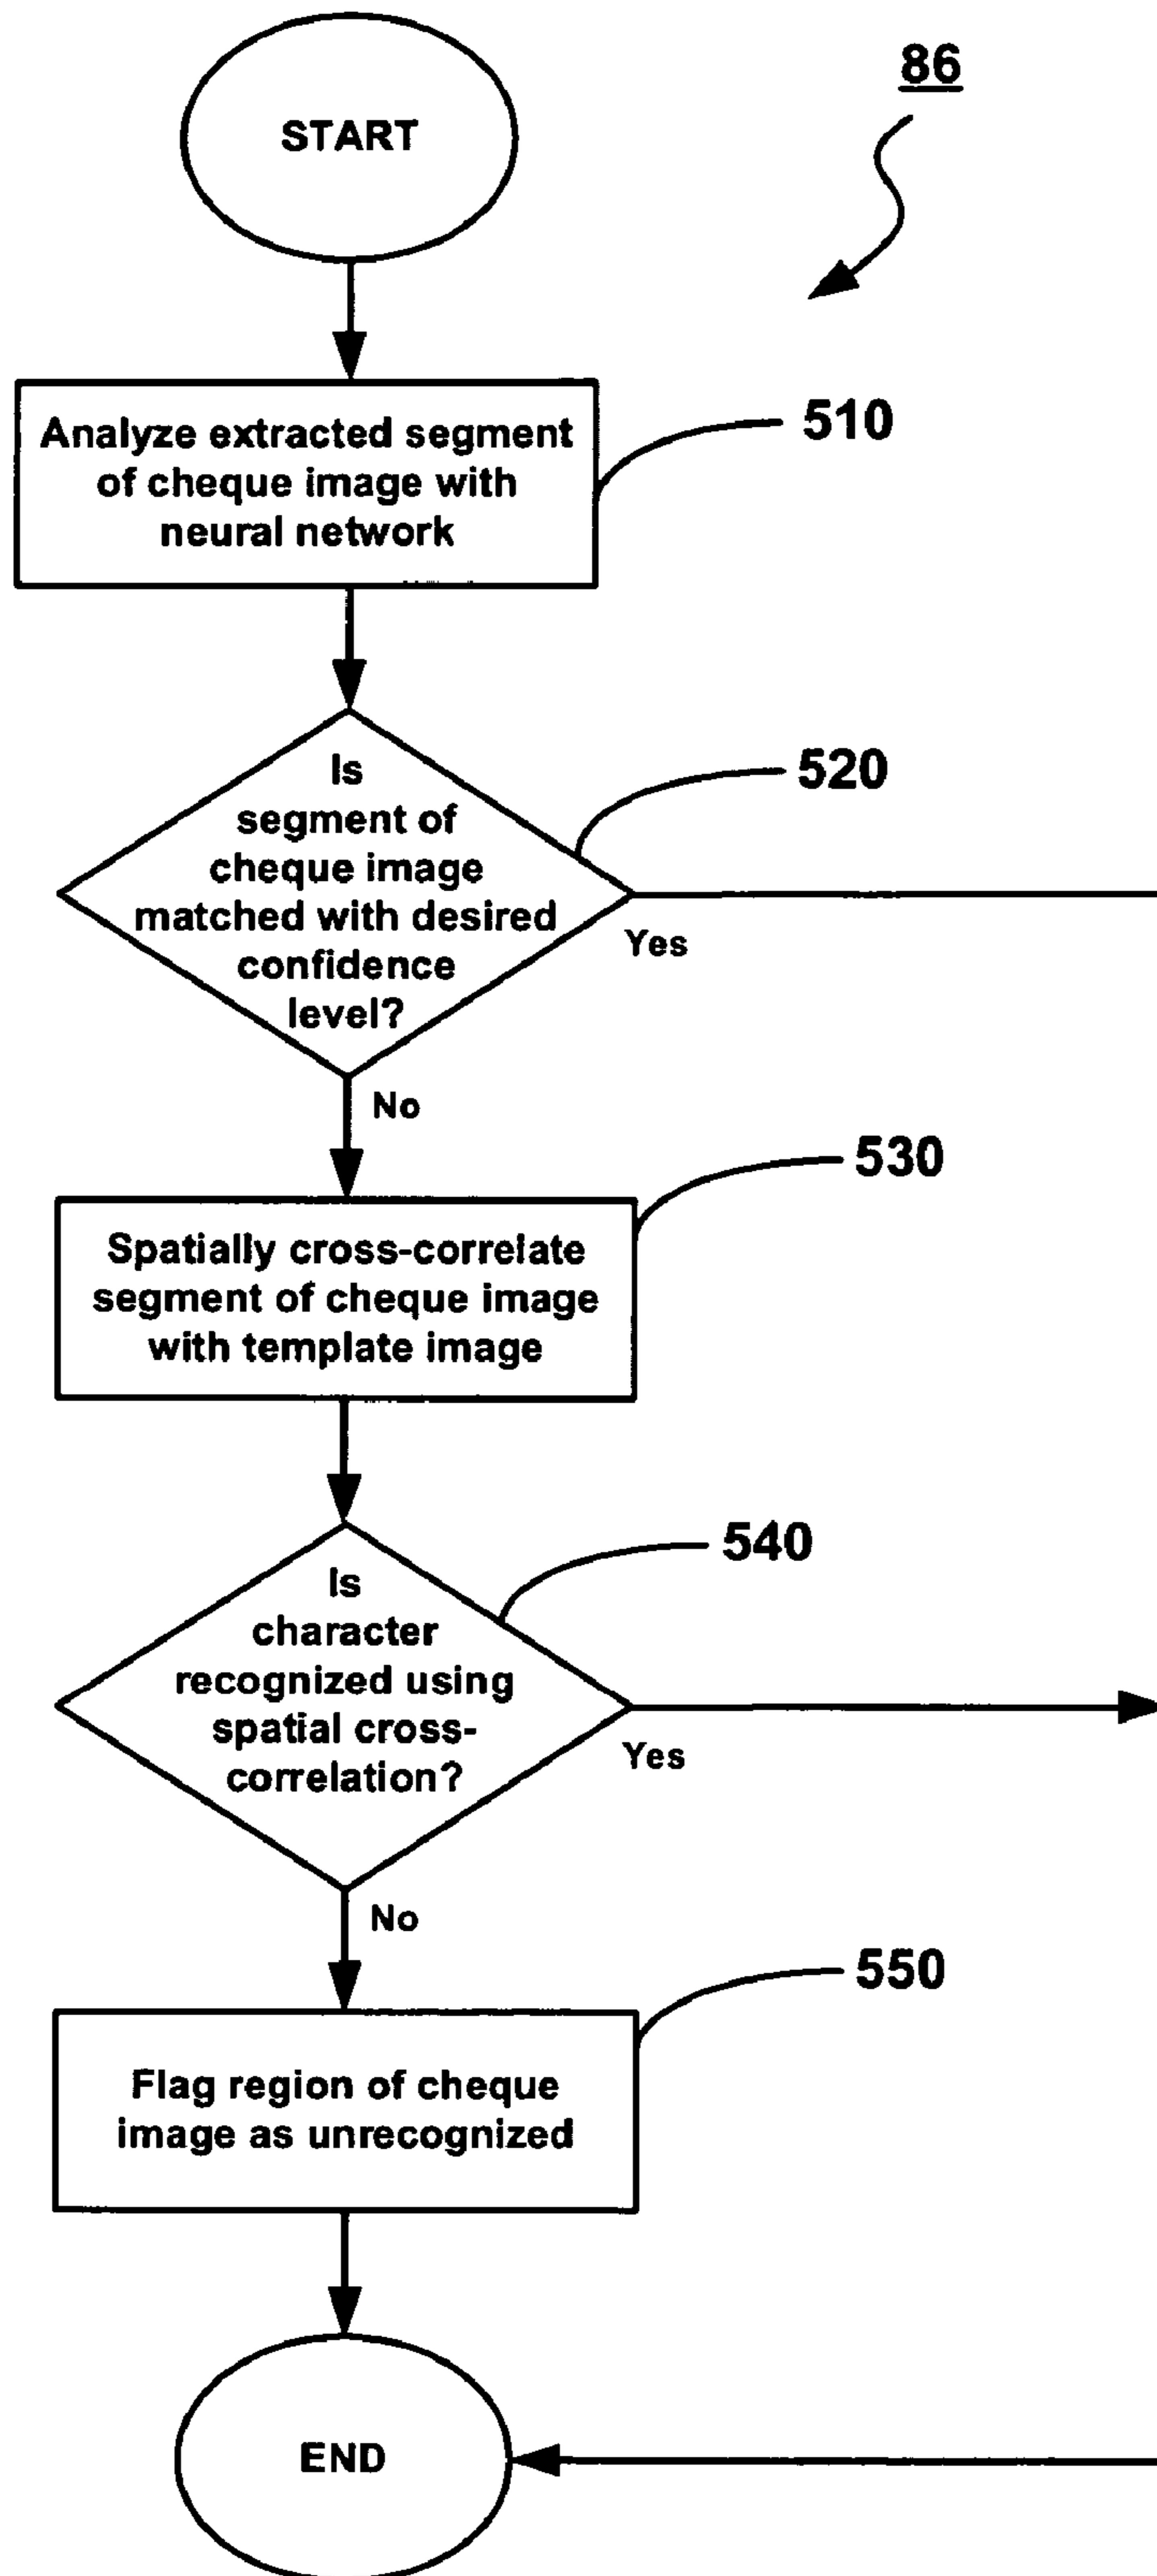 START
86
Analyze extracted segment
of cheque image with
neural network
510
Is
segment of
cheque image
matched with desired
confidence
level?
520
Yes
No
530
Spatially cross-correlate
segment of cheque image
with template image
540
Is
character
recognized using
spatial cross-
correlation?
Yes
No
550
Flag region of cheque
image as unrecognized
END